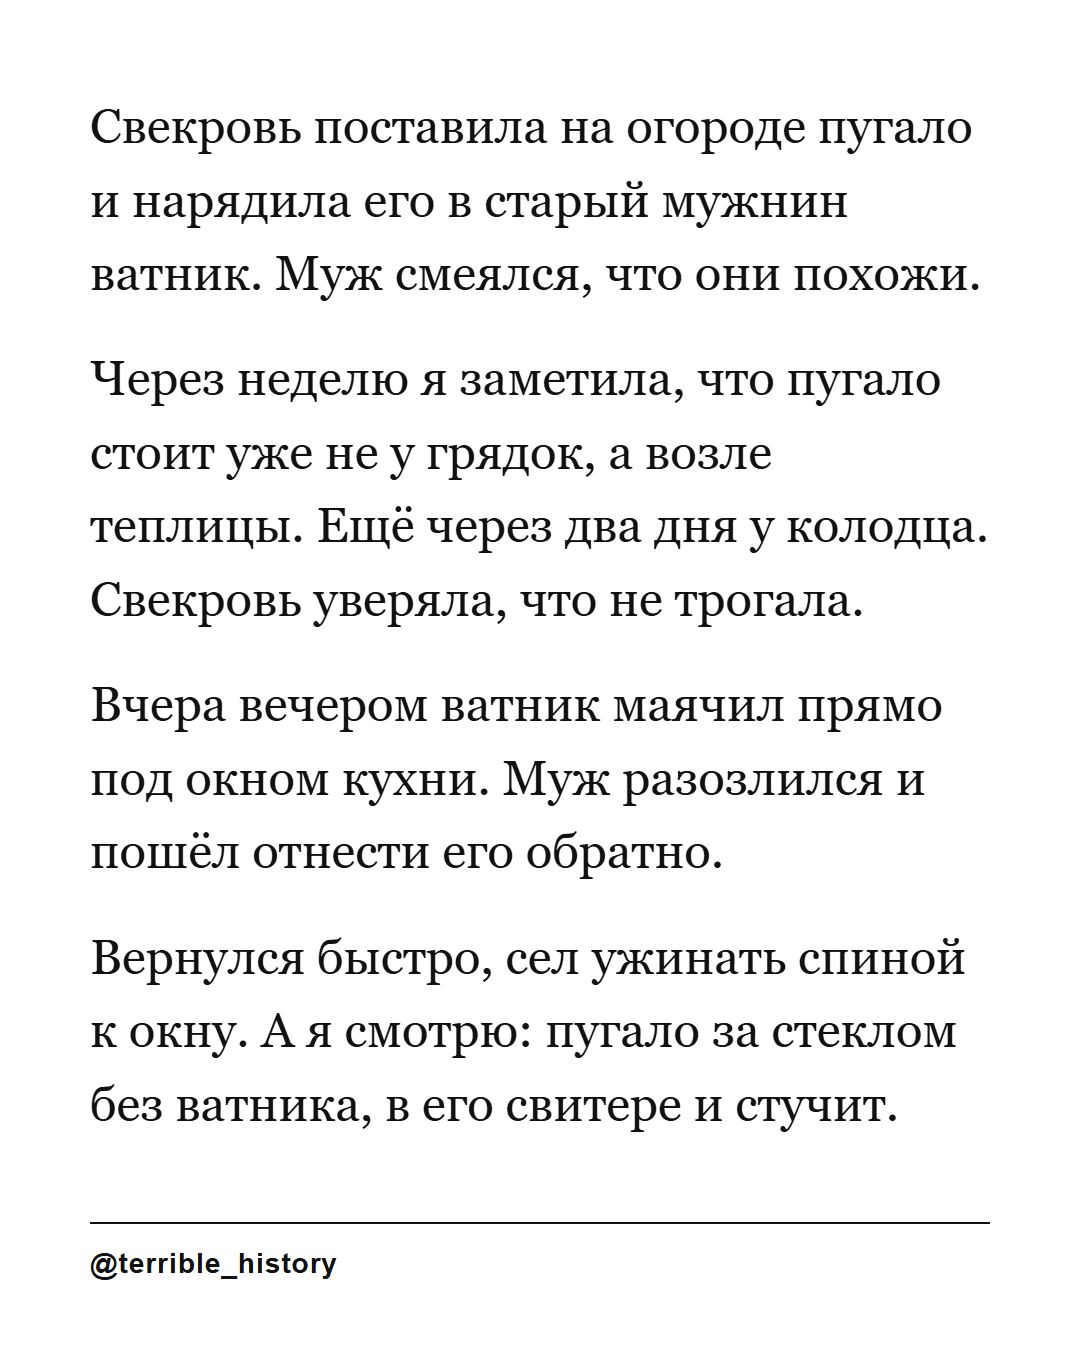 Свекровь поставила на огороде пугало
и нарядила его в старый мужнин
ватник. Муж смеялся, что они похожи.
Через неделю я заметила, что пугало
стоит уже не у грядок, а возле
теплицы. Ещё через два дня у колодца.
Свекровь уверяла, что не трогала.
Вчера вечером ватник маячил прямо
под окном кухни. Муж разозлился и
пошёл отнести его обратно.
Вернулся быстро, сел ужинать спиной
к окну. А я смотрю: пугало за стеклом
без ватника, в его свитере и стучит.
@terrible_history